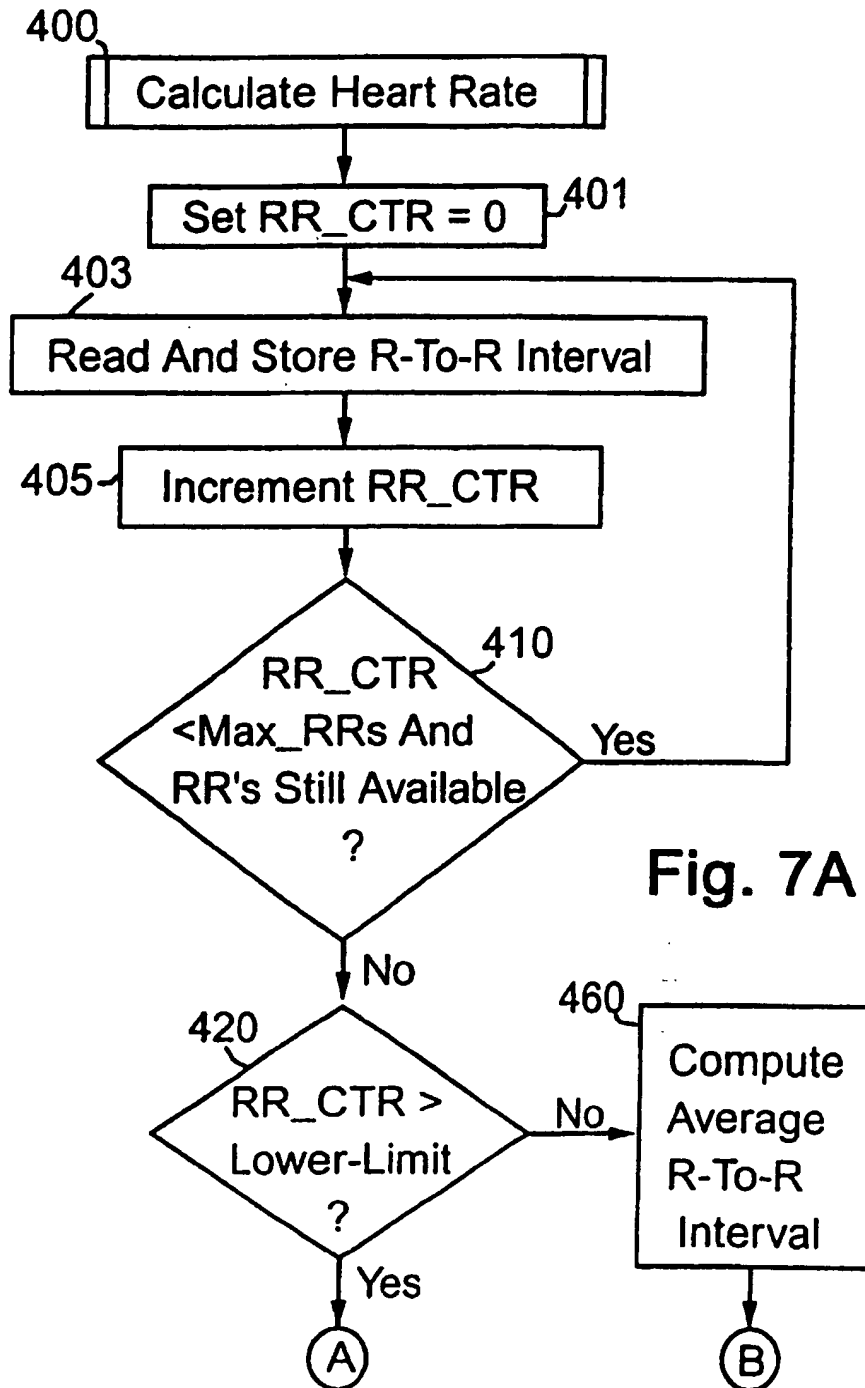 400
Calculate Heart Rate
Set RR_CTR = 0
401
403
Read And Store R-To-R Interval
405
Increment RR_CTR
410
RR_CTR
<Max_RRs And
RR's Still Available
?
Yes
Fig. 7A
No
420
RR_CTR >
Lower-Limit
?
No
Yes
460
Compute
Average
R-To-R
Interval
A
B